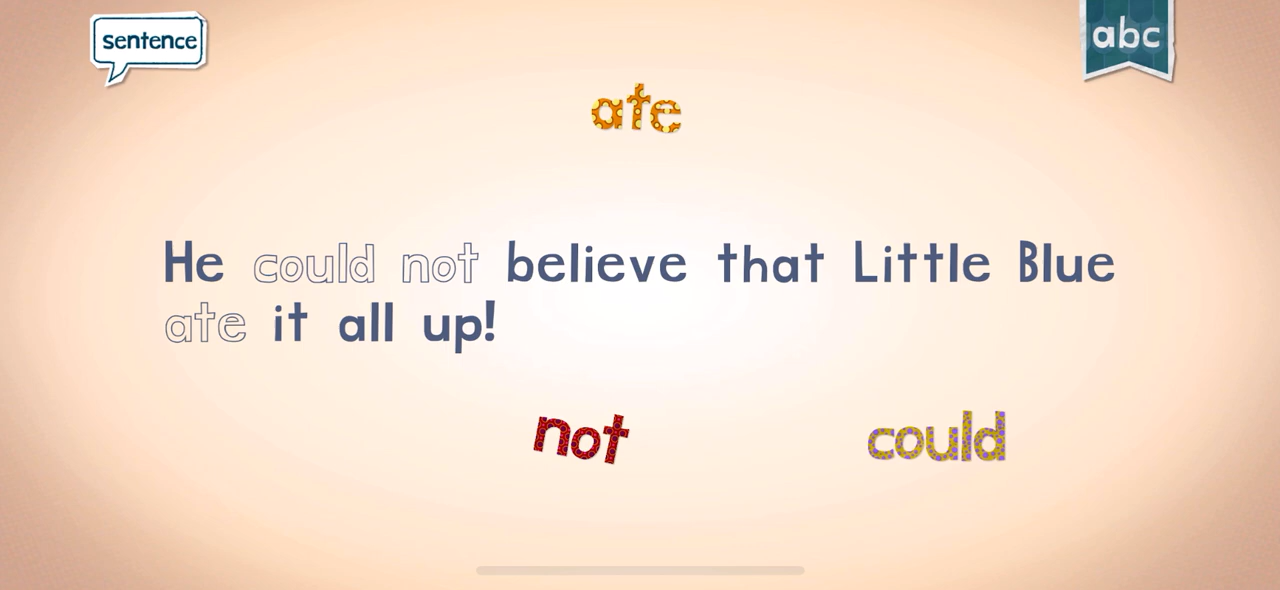 sentence
abc
ate
He could not believe that Little Blue
ate it all up!
not
could